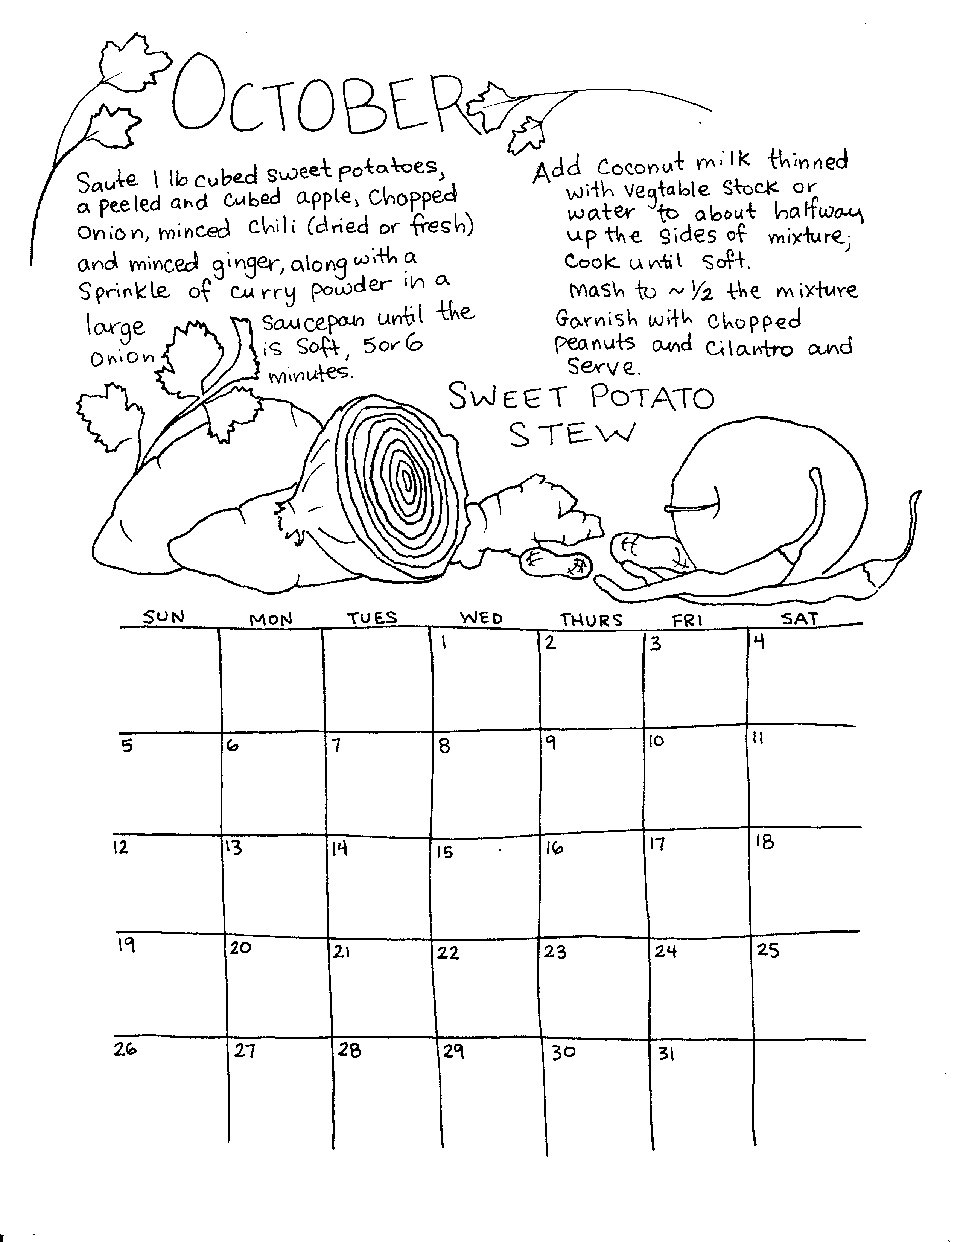 OCTOBER
Saute 1 lb cubed sweet potatoes,
a peeled and cubed apple, chopped
onion, minced chili (dried or fresh)
and minced ginger, along with a
sprinkle of curry powder in a
large saucepan until the
onion is soft, 5 or 6
minutes.
Add coconut milk thinned
with vegtable stock or
water to about halfway
up the sides of mixture;
cook until soft.
Mash to ~ 1/2 the mixture
Garnish with chopped
peanuts and cilantro and
serve.
SWEET POTATO
STEW
SUN MON TUES WED THURS FRI SAT
1 2 3 4
5 6 7 8 9 10 11
12 13 14 15 16 17 18
19 20 21 22 23 24 25
26 27 28 29 30 31